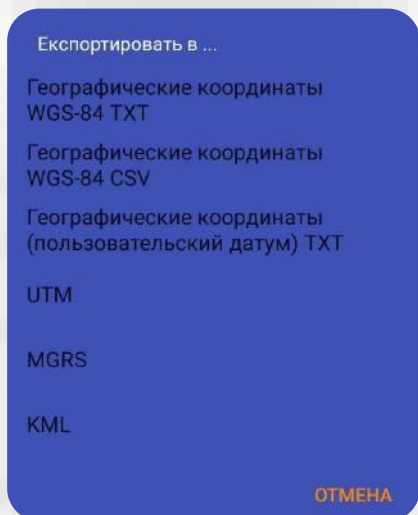 Експортировать в ...
Географические координаты
WGS-84 TXT
Географические координаты
WGS-84 CSV
Географические координаты
(пользовательский датум) TXT
UTM
MGRS
KML
ОТМЕНА